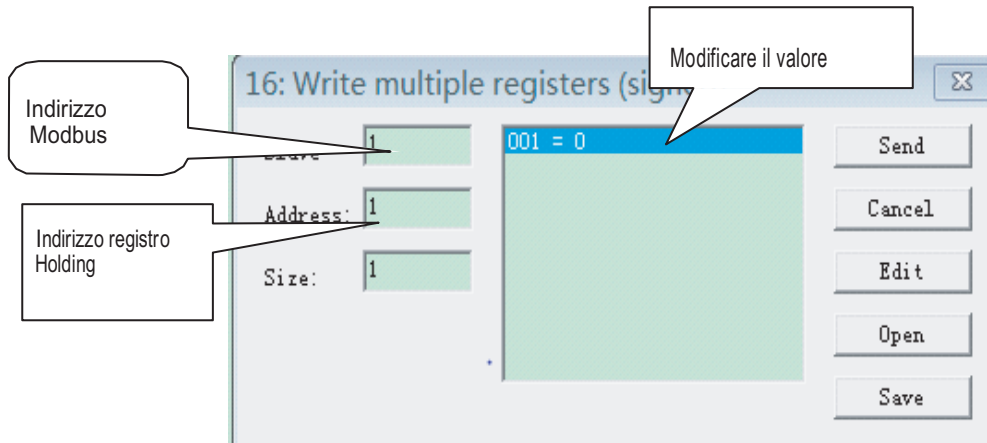 Modificare il valore
16: Write multiple registers
Indirizzo
Modbus
1
001 = 0
Send
Address: 1
Cancel
Indirizzo registro
Holding
Size: 1
Edit
Open
Save